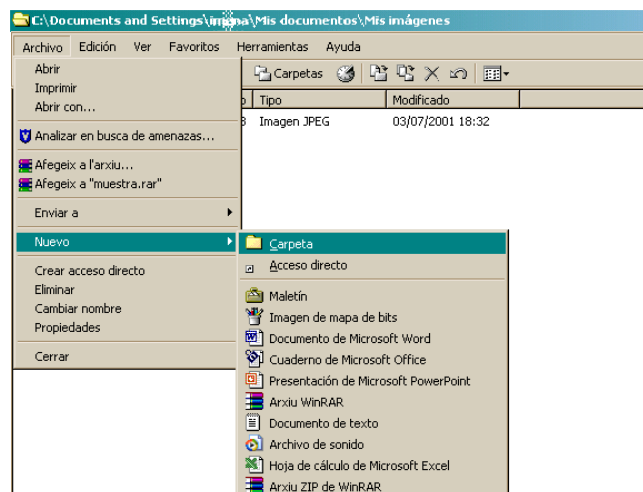 C:\Documents and Settings\ \Mis documentos\Mis imágenes
Archivo Edición Ver Favoritos Herramientas Ayuda
Carpetas
Tipo Modificado
Imagen JPEG 03/07/2001 18:32
Abrir
Imprimir
Abrir con...
Analizar en busca de amenazas...
Afegeix a l'arxiu...
Afegeix a "muestra.rar"
Enviar a
Nuevo
Crear acceso directo
Eliminar
Cambiar nombre
Propiedades
Cerrar
Carpeta
Acceso directo
Maletín
Imagen de mapa de bits
Documento de Microsoft Word
Cuaderno de Microsoft Office
Presentación de Microsoft PowerPoint
Arxiu WinRAR
Documento de texto
Archivo de sonido
Hoja de cálculo de Microsoft Excel
Arxiu ZIP de WinRAR